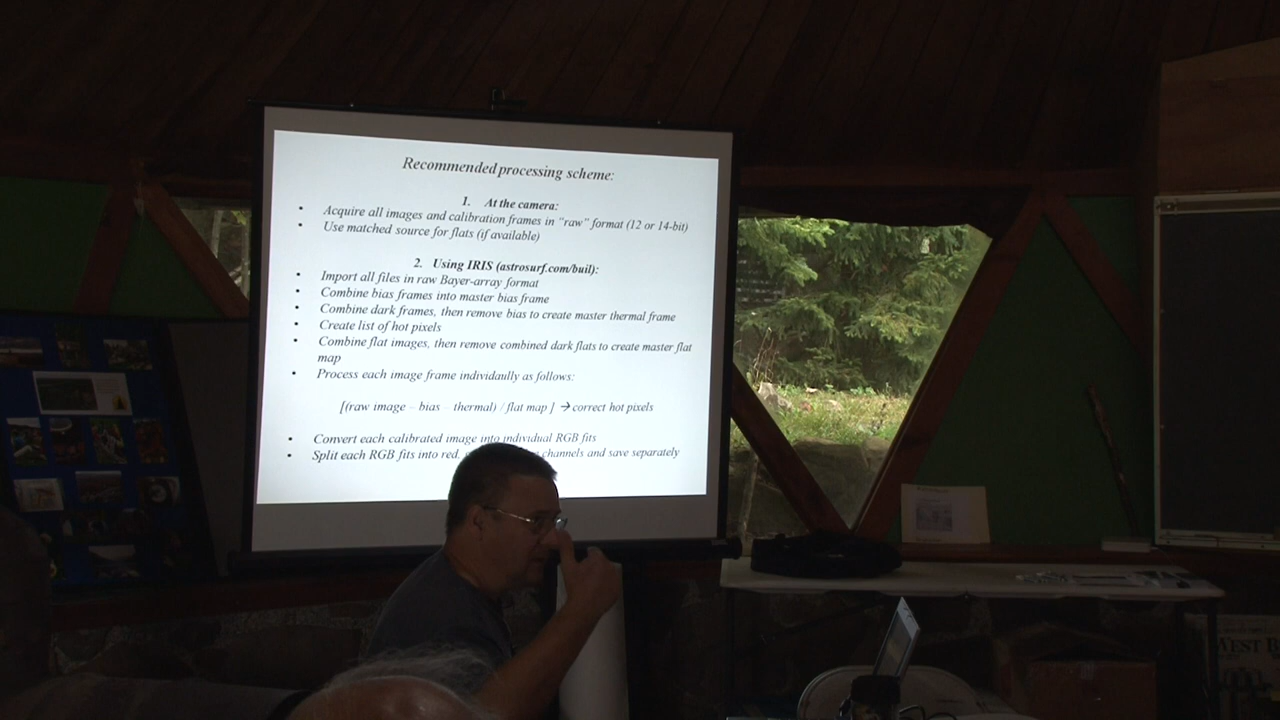 Recommended processing scheme:
1. At the camera:
• Acquire all images and calibration frames in "raw" format (12 or 14-bit)
• Use matched source for flats (if available)
2. Using IRIS (astrosurf.com/buil):
• Import all files in raw Bayer-array format
• Combine bias frames into master bias frame
• Combine dark frames, then remove bias to create master thermal frame
• Create list of hot pixels
• Combine flat images, then remove combined dark flats to create master flat
map
• Process each image frame individaully as follows:
[(raw image – bias – thermal) / flat map ] → correct hot pixels
• Convert each calibrated image into individual RGB fits
• Split each RGB fits into red, channels and save separately
WEST